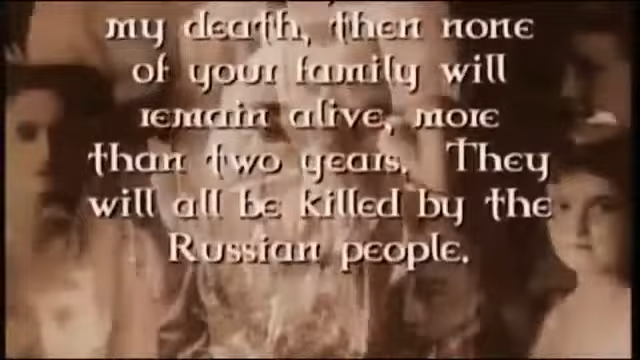 my death, then none
of your family will
remain alive, more
than two years. They
will all be killed by the
Russian people.